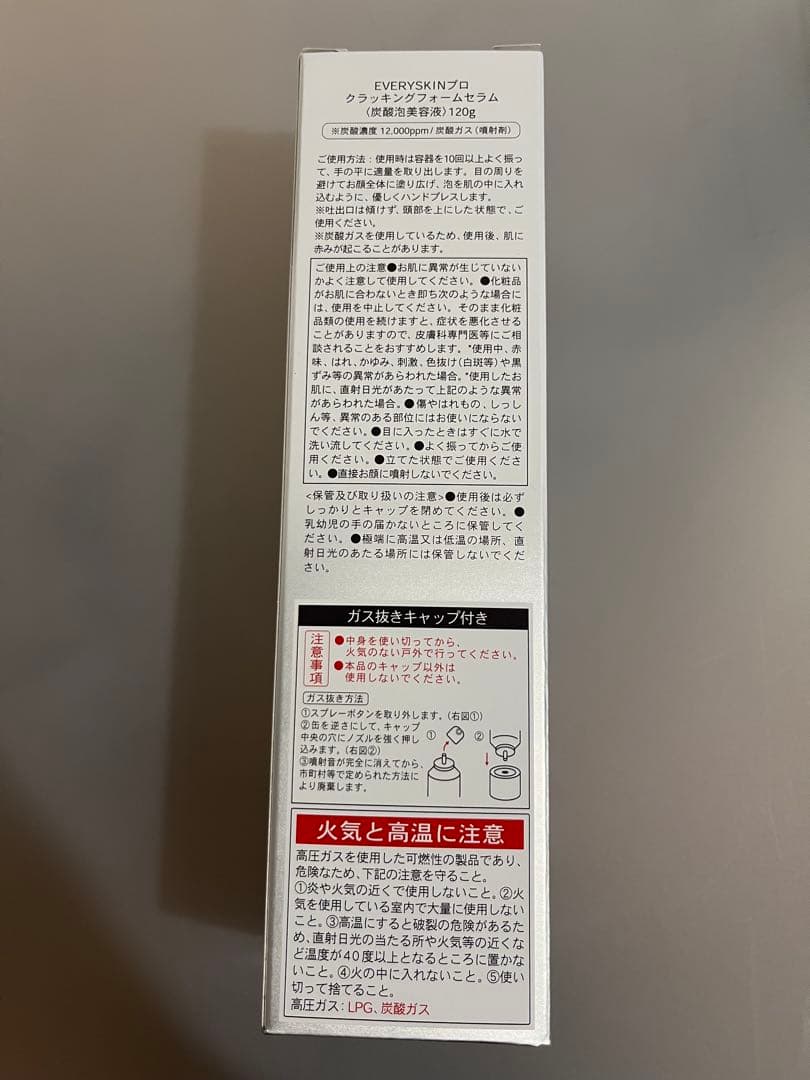 EVERYSKINプロ
クラッキングフォームセラム
〈炭酸泡美容液〉120g
※炭酸濃度 12,000ppm/炭酸ガス（噴射剤）
ご使用方法：使用時は容器を10回以上よく振っ
て、手の平に適量を取り出します。目の周りを
避けてお顔全体に塗り広げ、泡を肌の中に入れ
込むように、優しくハンドプレスします。
※吐出口は傾けず、頭部を上にした状態で、ご
使用ください。
※炭酸ガスを使用しているため、使用後、肌に
赤みが起こることがあります。
ご使用上の注意●お肌に異常が生じていない
かよく注意して使用してください。●化粧品
がお肌に合わないとき即ち次のような場合に
は、使用を中止してください。そのまま化粧
品類の使用を続けますと、症状を悪化させる
ことがありますので、皮膚科専門医等にご相
談されることをおすすめします。*使用中、赤
味、はれ、かゆみ、刺激、色抜け(白斑等)や黒
ずみ等の異常があらわれた場合。*使用したお
肌に、直射日光があたって上記のような異常
があらわれた場合。●傷やはれもの、しっし
ん等、異常のある部位にはお使いにならない
でください。●目に入ったときはすぐに水で
洗い流してください。●よく振ってからご使
用ください。●立てた状態でご使用くださ
い。●直接お顔に噴射しないでください。
<保管及び取り扱いの注意>●使用後は必ず
しっかりとキャップを閉めてください。●
乳幼児の手の届かないところに保管してく
ださい。●極端に高温又は低温の場所、直
射日光のあたる場所には保管しないでくだ
さい。
ガス抜きキャップ付き
注意事項
●中身を使い切ってから、
火気のない戸外で行ってください。
●本品のキャップ以外は
使用しないでください。
ガス抜き方法
①スプレーボタンを取り外します。(右図①)
②缶を逆さにして、キャップ
中央の穴にノズルを強く押し
込みます。(右図②)
③噴射音が完全に消えてから、
市町村等で定められた方法に
より廃棄します。
① ②
火気と高温に注意
高圧ガスを使用した可燃性の製品であり、
危険なため、下記の注意を守ること。
①炎や火気の近くで使用しないこと。②火
気を使用している室内で大量に使用しない
こと。③高温にすると破裂の危険があるた
め、直射日光の当たる所や火気等の近くな
ど温度が40度以上となるところに置かな
いこと。④火の中に入れないこと。⑤使い
切って捨てること。
高圧ガス：LPG、炭酸ガス